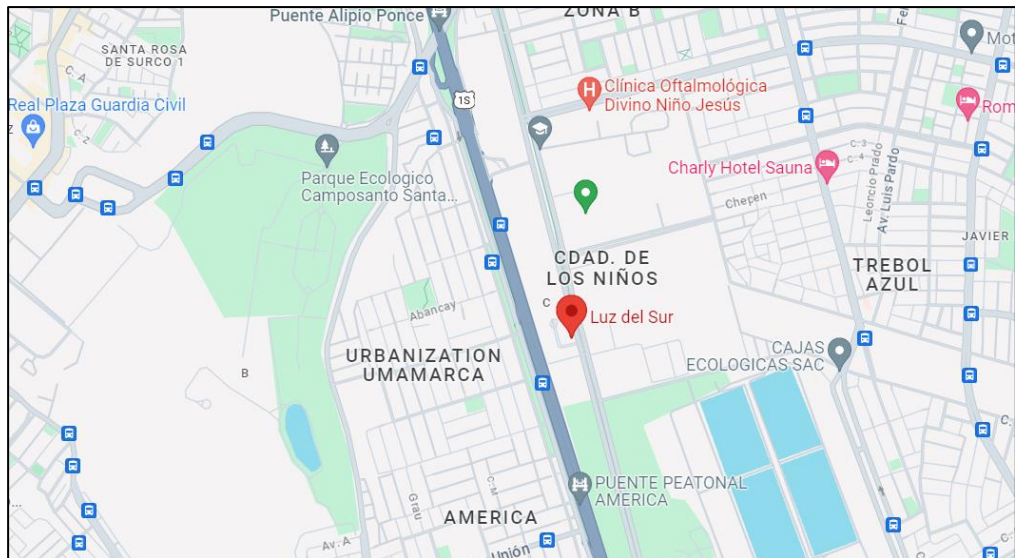 Puente Alipio Ponce
ZONA B
SANTA ROSA
DE SURCO 1
C. A
C. Z
Real Plaza Guardia Civil
1S
H
Clínica Oftalmológica
Divino Niño Jesús
Mot
Rom
Parque Ecologico
Camposanto Santa...
Charly Hotel Sauna
C. 3
C. 4
Leoncio Prado
Av. Luis Pardo
Chepen
JAVIER
CDAD. DE
LOS NIÑOS
TREBOL
AZUL
C
Luz del Sur
Abancay
URBANIZATION
UMAMARCA
CAJAS
ECOLOGICAS SAC
B
PUENTE PEATONAL
AMERICA
C. M
Grau
AMERICA
Av. A
Unión